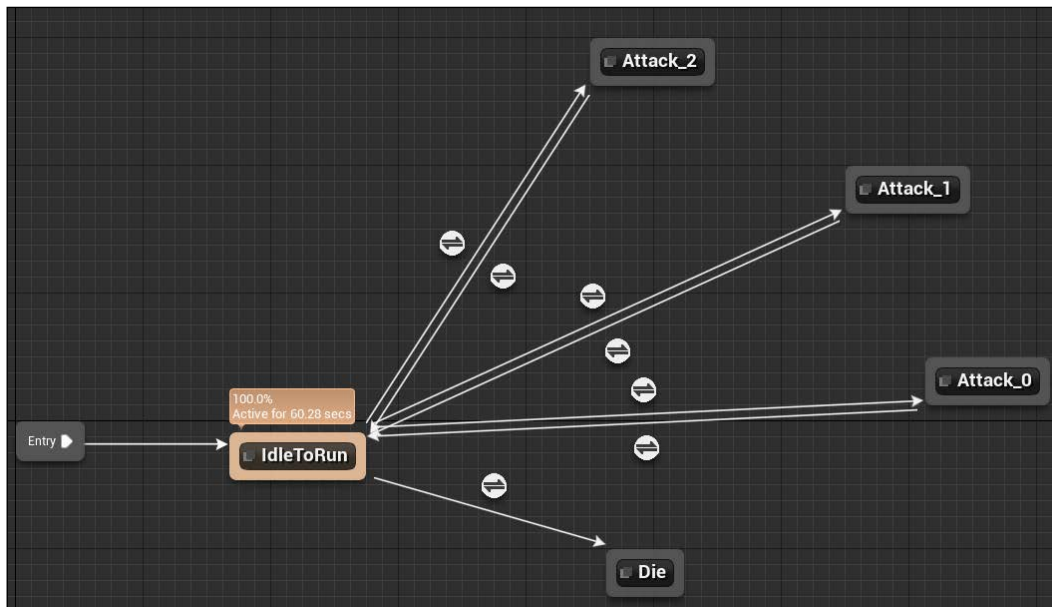 Attack_2
Attack_1
Attack_0
100.0%
Active for 60.28 secs
Entry
IdleToRun
Die